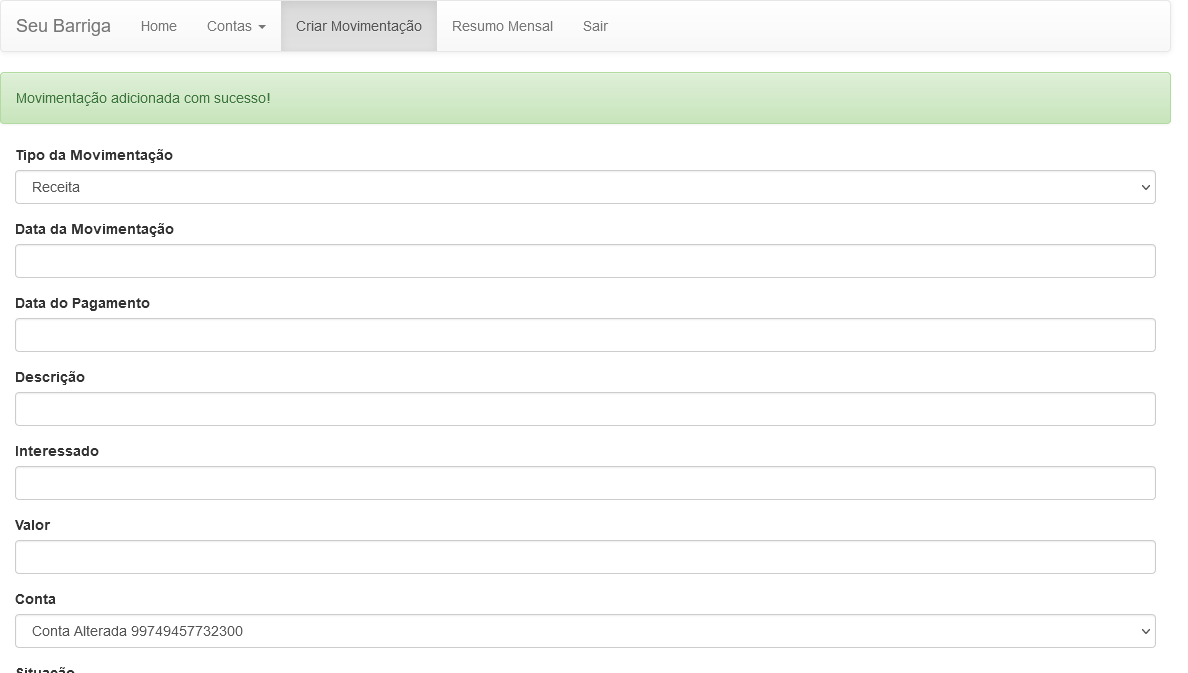 Seu Barriga Home Contas Criar Movimentação Resumo Mensal Sair
Movimentação adicionada com sucesso!
Tipo da Movimentação
Receita
Data da Movimentação
Data do Pagamento
Descrição
Interessado
Valor
Conta
Conta Alterada 99749457732300
Situação